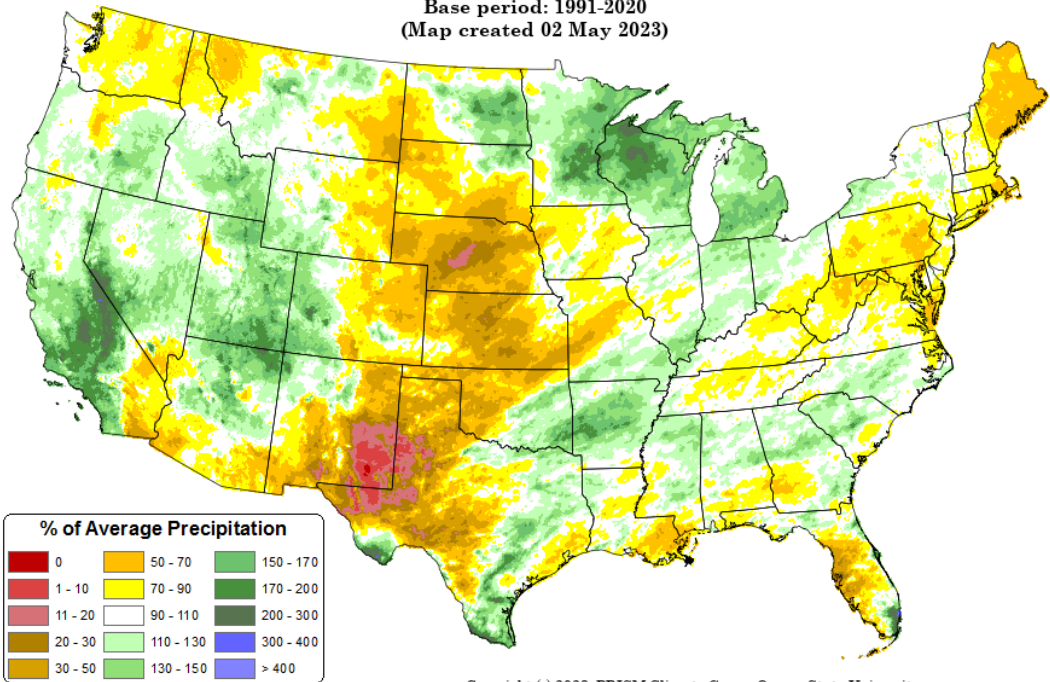 Base period: 1991-2020
(Map created 02 May 2023)
% of Average Precipitation
0
1 - 10
11 - 20
20 - 30
30 - 50
50 - 70
70 - 90
90 - 110
110 - 130
130 - 150
150 - 170
170 - 200
200 - 300
300 - 400
> 400